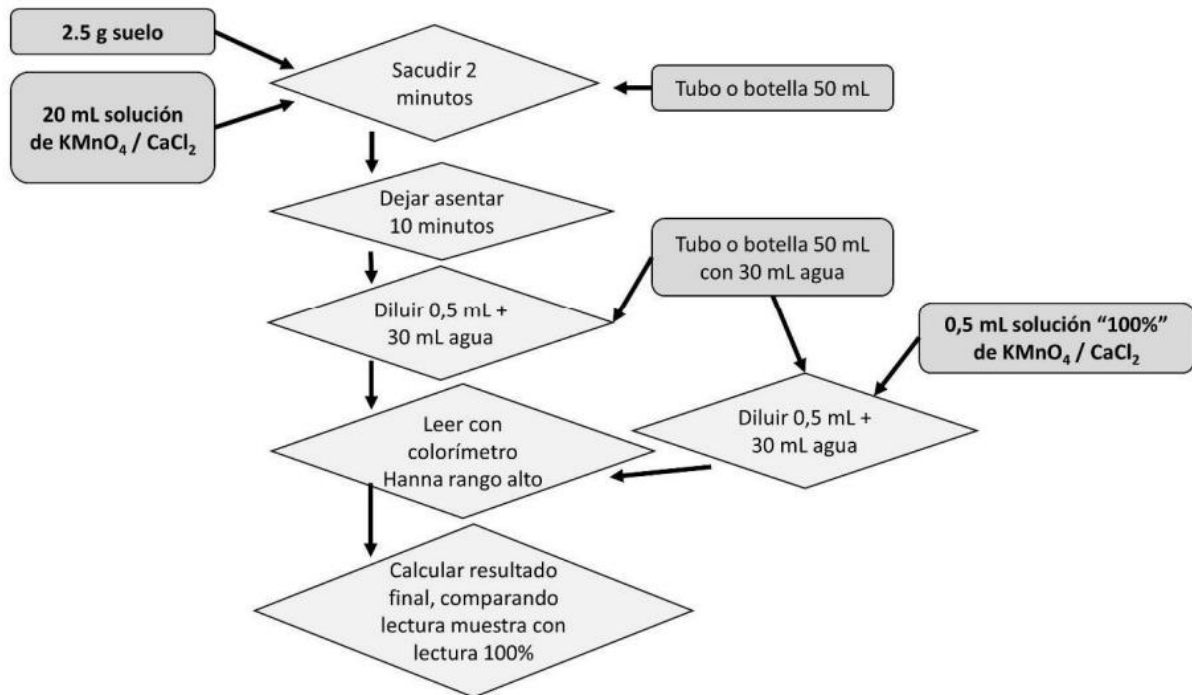 2.5 g suelo
20 mL solución
de KMnO₄ / CaCl₂
Sacudir 2
minutos
Tubo o botella 50 mL
Dejar asentar
10 minutos
Tubo o botella 50 mL
con 30 mL agua
Diluir 0,5 mL +
30 mL agua
0,5 mL solución “100%”
de KMnO₄ / CaCl₂
Diluir 0,5 mL +
30 mL agua
Leer con
colorímetro
Hanna rango alto
Calcular resultado
final, comparando
lectura muestra con
lectura 100%